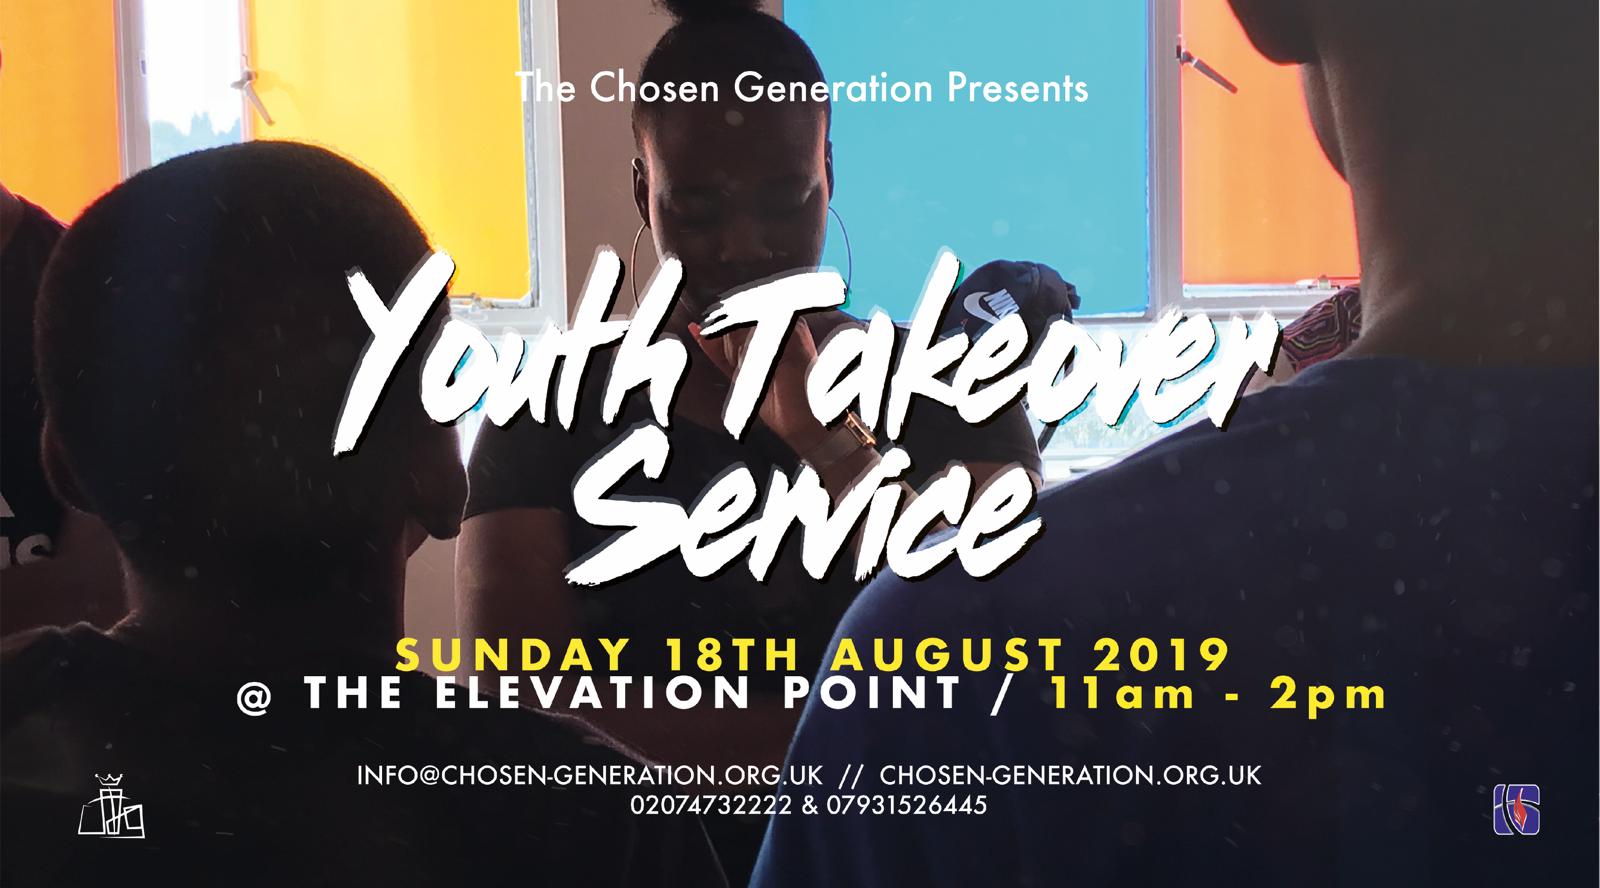 The Chosen Generation Presents
NIKE
Youth Takeover
Service
SUNDAY 18TH AUGUST 2019
@ THE ELEVATION POINT / 11am - 2pm
INFO@CHOSEN-GENERATION.ORG.UK // CHOSEN-GENERATION.ORG.UK
02074732222 & 07931526445